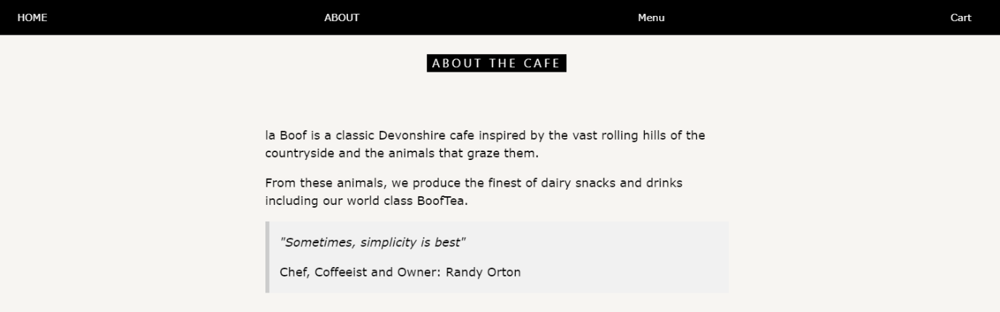 HOME ABOUT Menu Cart
ABOUT THE CAFE
la Boof is a classic Devonshire cafe inspired by the vast rolling hills of the
countryside and the animals that graze them.
From these animals, we produce the finest of dairy snacks and drinks
including our world class BoofTea.
"Sometimes, simplicity is best"
Chef, Coffeeist and Owner: Randy Orton